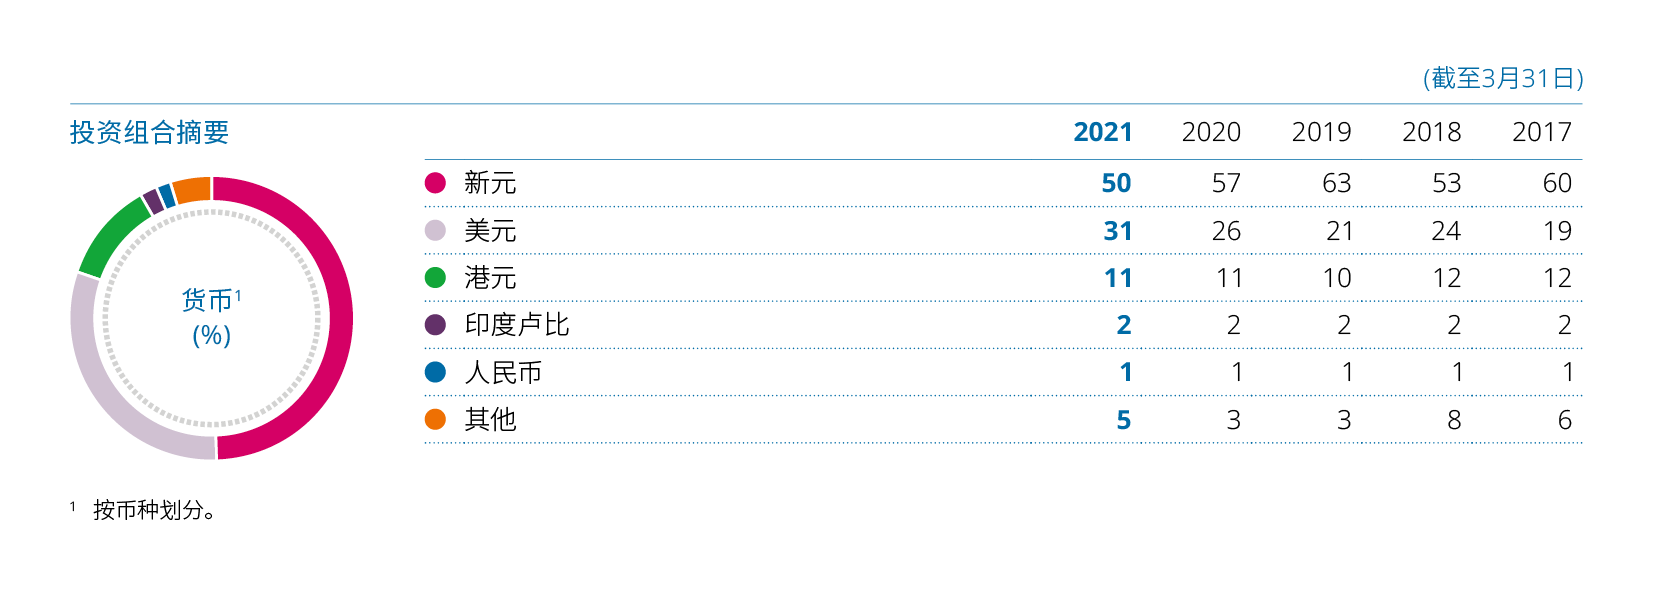 (截至3月31日)
投资组合摘要 2021 2020 2019 2018 2017
新元 50 57 63 53 60
美元 31 26 21 24 19
港元 11 11 10 12 12
印度卢比 2 2 2 2 2
人民币 1 1 1 1 1
其他 5 3 3 8 6
货币¹
(%)
¹ 按币种划分。